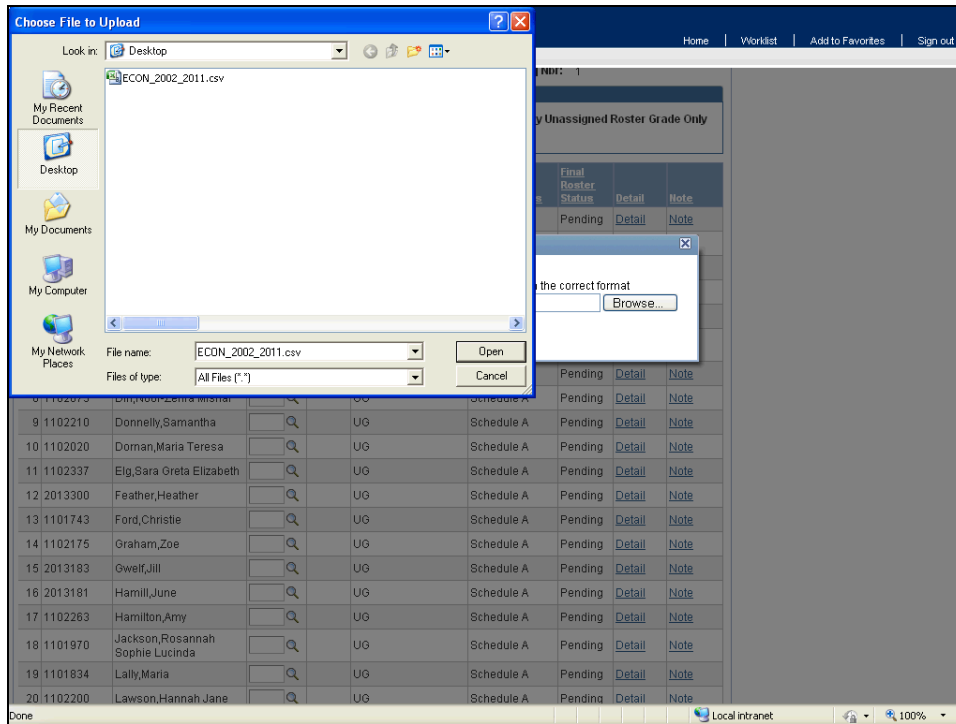 Choose File to Upload
Home | Worklist | Add to Favorites | Sign out
Look in: Desktop
ECON_2002_2011.csv
My Recent Documents
Desktop
My Documents
My Computer
My Network Places
File name: ECON_2002_2011.csv Open
Files of type: All Files (*.*) Cancel
Nbr: 1
Unassigned Roster Grade Only
Final Roster Status Detail Note
Pending Detail Note
the correct format
Browse...
Pending Detail Note
UG Schedule A Pending Detail Note
9 1102210 Donnelly,Samantha UG Schedule A Pending Detail Note
10 1102020 Dornan,Maria Teresa UG Schedule A Pending Detail Note
11 1102337 Elg,Sara Greta Elizabeth UG Schedule A Pending Detail Note
12 2013300 Feather,Heather UG Schedule A Pending Detail Note
13 1101743 Ford,Christie UG Schedule A Pending Detail Note
14 1102175 Graham,Zoe UG Schedule A Pending Detail Note
15 2013183 Gwelf,Jill UG Schedule A Pending Detail Note
16 2013181 Hamill,June UG Schedule A Pending Detail Note
17 1102263 Hamilton,Amy UG Schedule A Pending Detail Note
18 1101970 Jackson,Rosannah Sophie Lucinda UG Schedule A Pending Detail Note
19 1101834 Lally,Maria UG Schedule A Pending Detail Note
20 1102200 Lawson,Hannah Jane UG Schedule A Pending Detail Note
Done Local intranet 100%